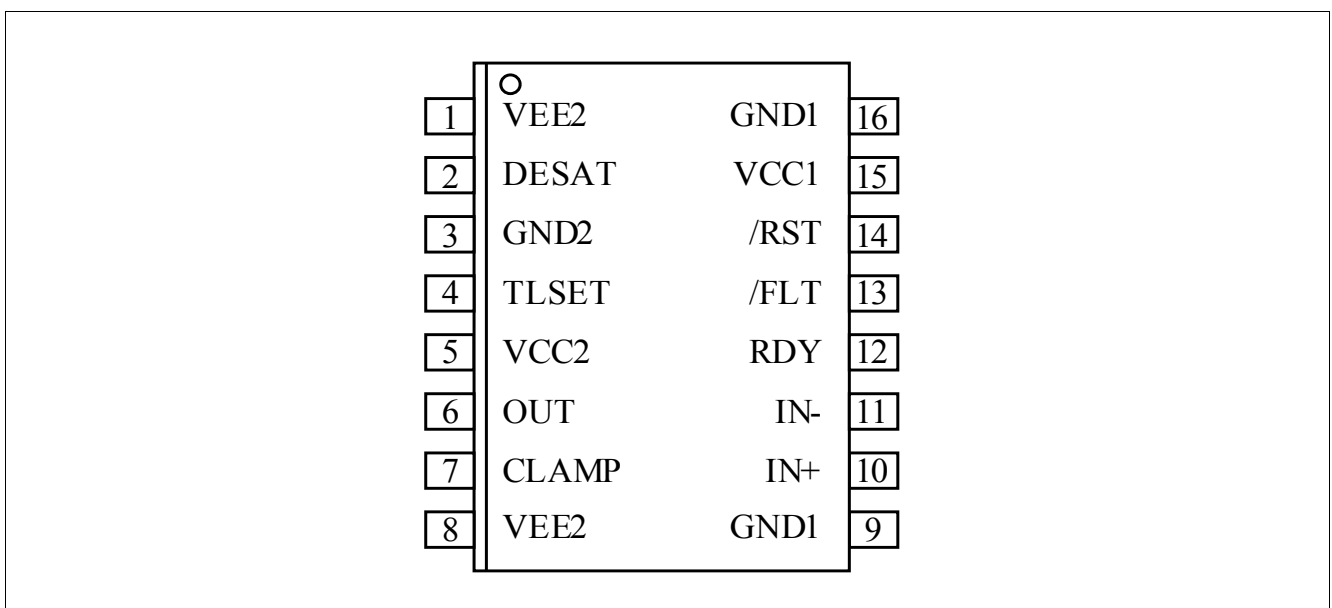 1 VEE2 GND1 16
2 DESAT VCC1 15
3 GND2 /RST 14
4 TLSET /FLT 13
5 VCC2 RDY 12
6 OUT IN- 11
7 CLAMP IN+ 10
8 VEE2 GND1 9